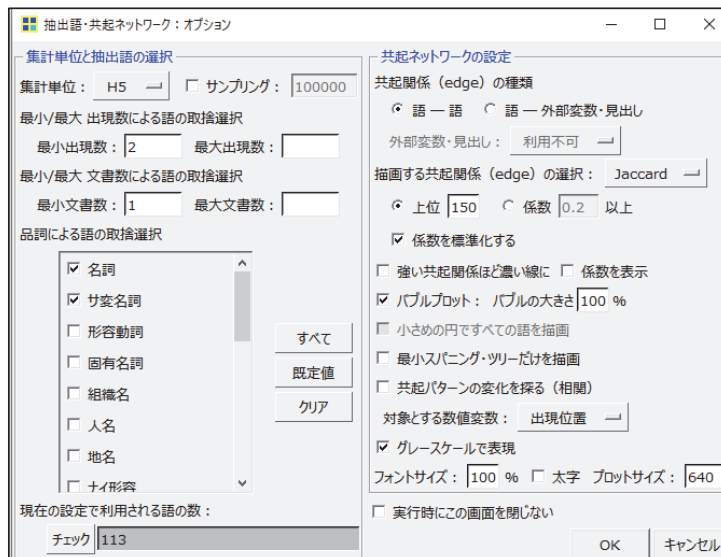 抽出語・共起ネットワーク：オプション
集計単位と抽出語の選択
集計単位： H5 サンプリング： 100000
最小/最大 出現数による語の取捨選択
最小出現数： 2 最大出現数：
最小/最大 文書数による語の取捨選択
最小文書数： 1 最大文書数：
品詞による語の取捨選択
名詞
サ変名詞
形容動詞
固有名詞
組織名
人名
地名
ナイ形容
すべて
既定値
クリア
現在の設定で利用される語の数：
チェック 113
共起ネットワークの設定
共起関係（edge）の種類
語 ― 語 語 ― 外部変数・見出し
外部変数・見出し： 利用不可
描画する共起関係（edge）の選択： Jaccard
上位 150 係数 0.2 以上
係数を標準化する
強い共起関係ほど濃い線に 係数を表示
バブルプロット： バブルの大きさ 100 %
小さめの円ですべての語を描画
最小スパニング・ツリーだけを描画
共起パターンの変化を探る（相関）
対象とする数値変数： 出現位置
グレースケールで表現
フォントサイズ： 100 % 太字 プロットサイズ： 640
実行時にこの画面を閉じない
OK キャンセル